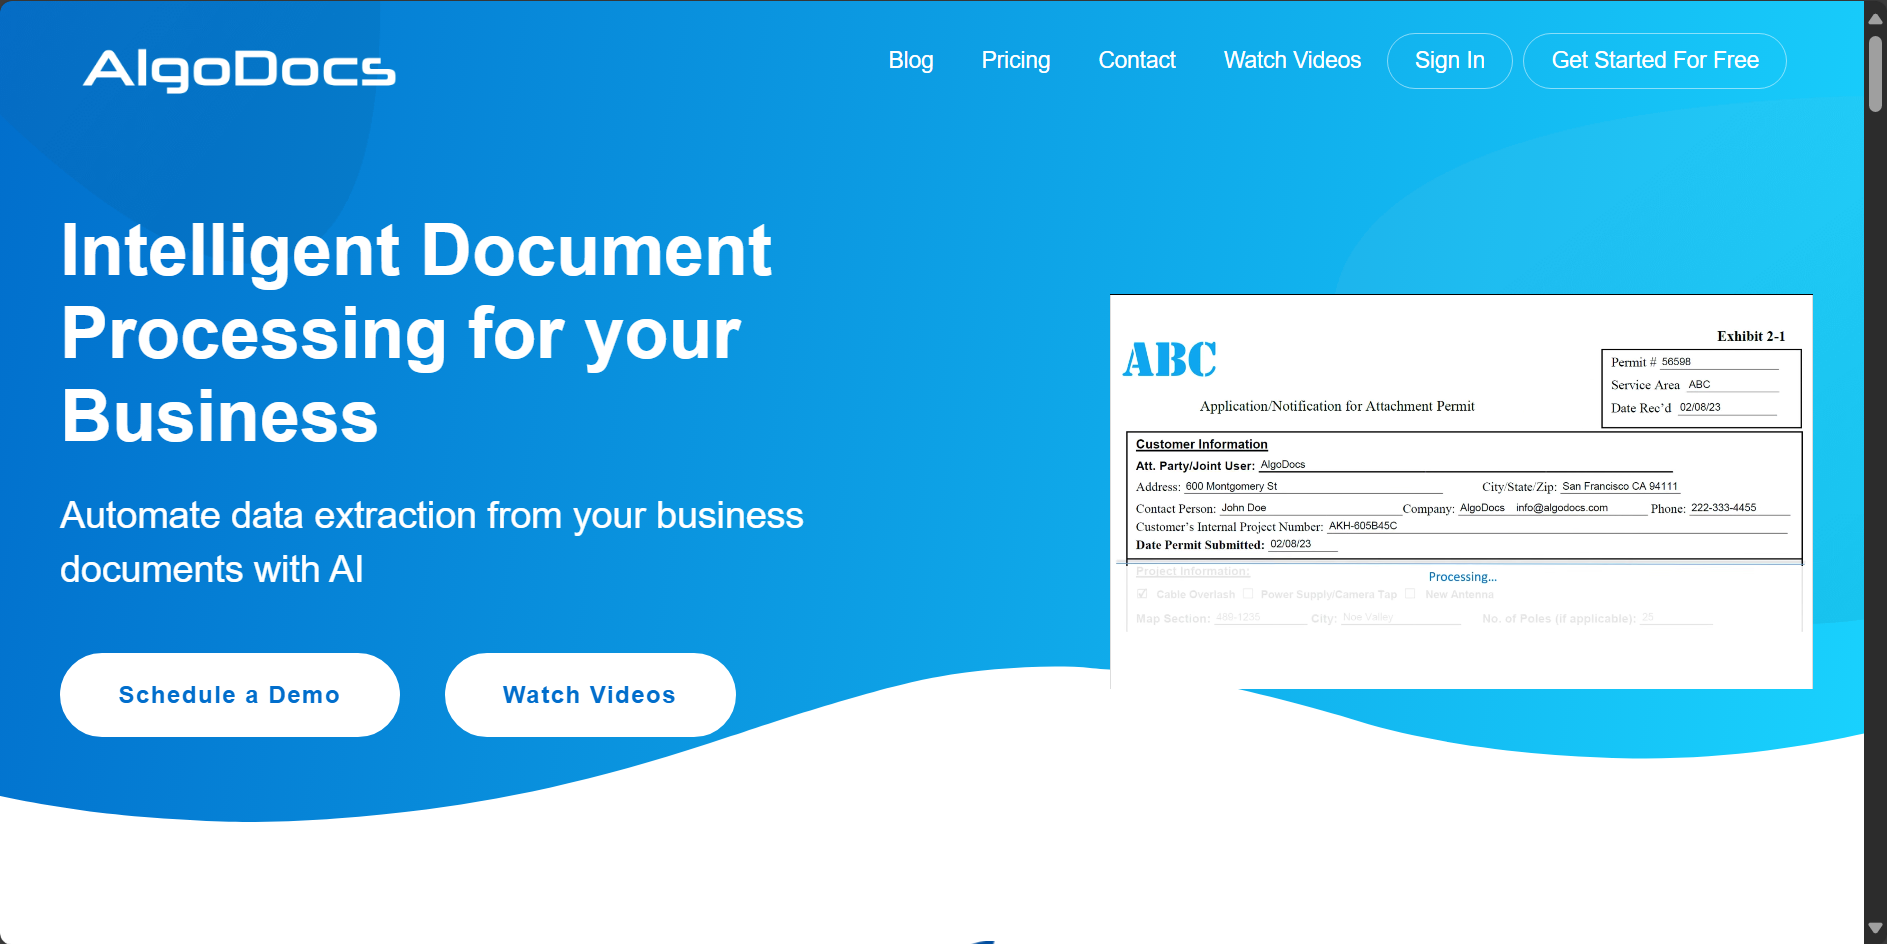 AlgoDocs
Blog Pricing Contact Watch Videos Sign In Get Started For Free
Intelligent Document
Processing for your
Business
Automate data extraction from your business
documents with AI
Schedule a Demo Watch Videos
Exhibit 2-1
ABC
Permit # 56598
Service Area ABC
Date Rec'd 02/08/23
Application/Notification for Attachment Permit
Customer Information
Att. Party/Joint User: AlgoDocs
Address: 600 Montgomery St City/State/Zip: San Francisco CA 94111
Contact Person: John Doe Company: AlgoDocs info@algodocs.com Phone: 222-333-4455
Customer's Internal Project Number: AKH-605B45C
Date Permit Submitted: 02/08/23
Project Information:
Processing...
Cable Overlash Power Supply/Camera Tap New Antenna
Map Section: 489-1235 City: Noe Valley No. of Poles (if applicable): 25